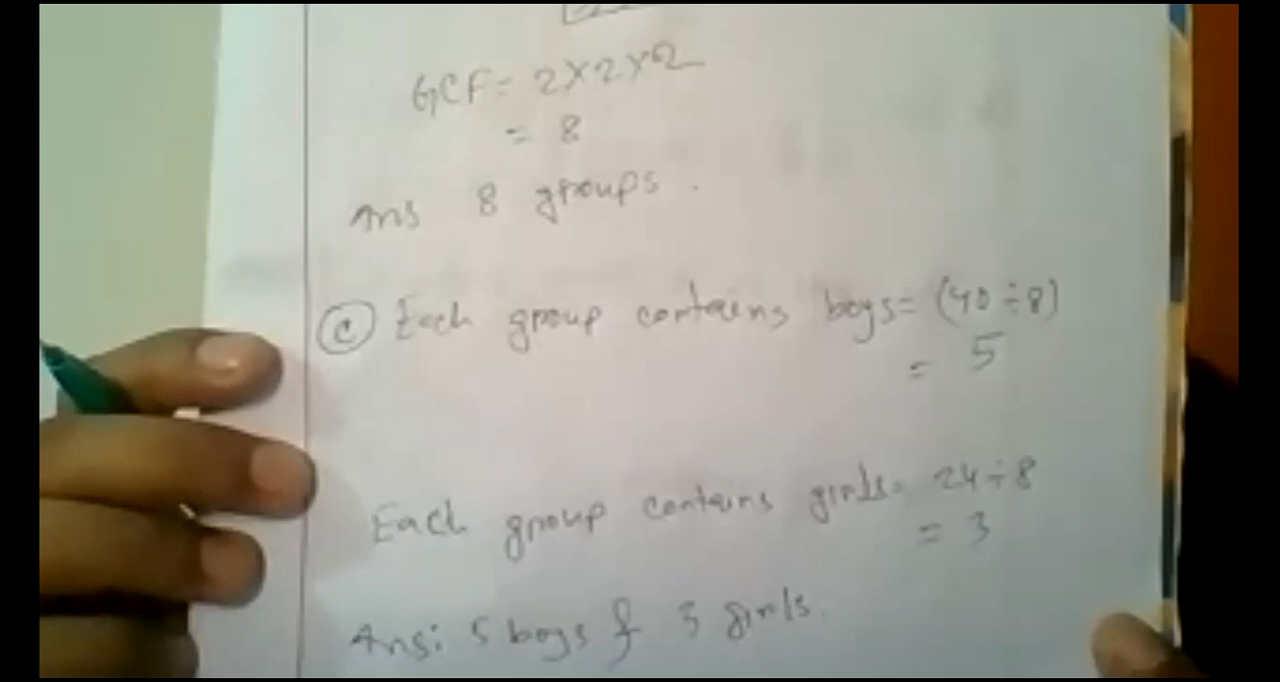 GCF = 2×2×2
= 8
Ans 8 groups.
(c) Each group contains boys = (40÷8)
= 5
Each group contains girls = 24÷8
= 3
Ans: 5 boys & 3 girls.